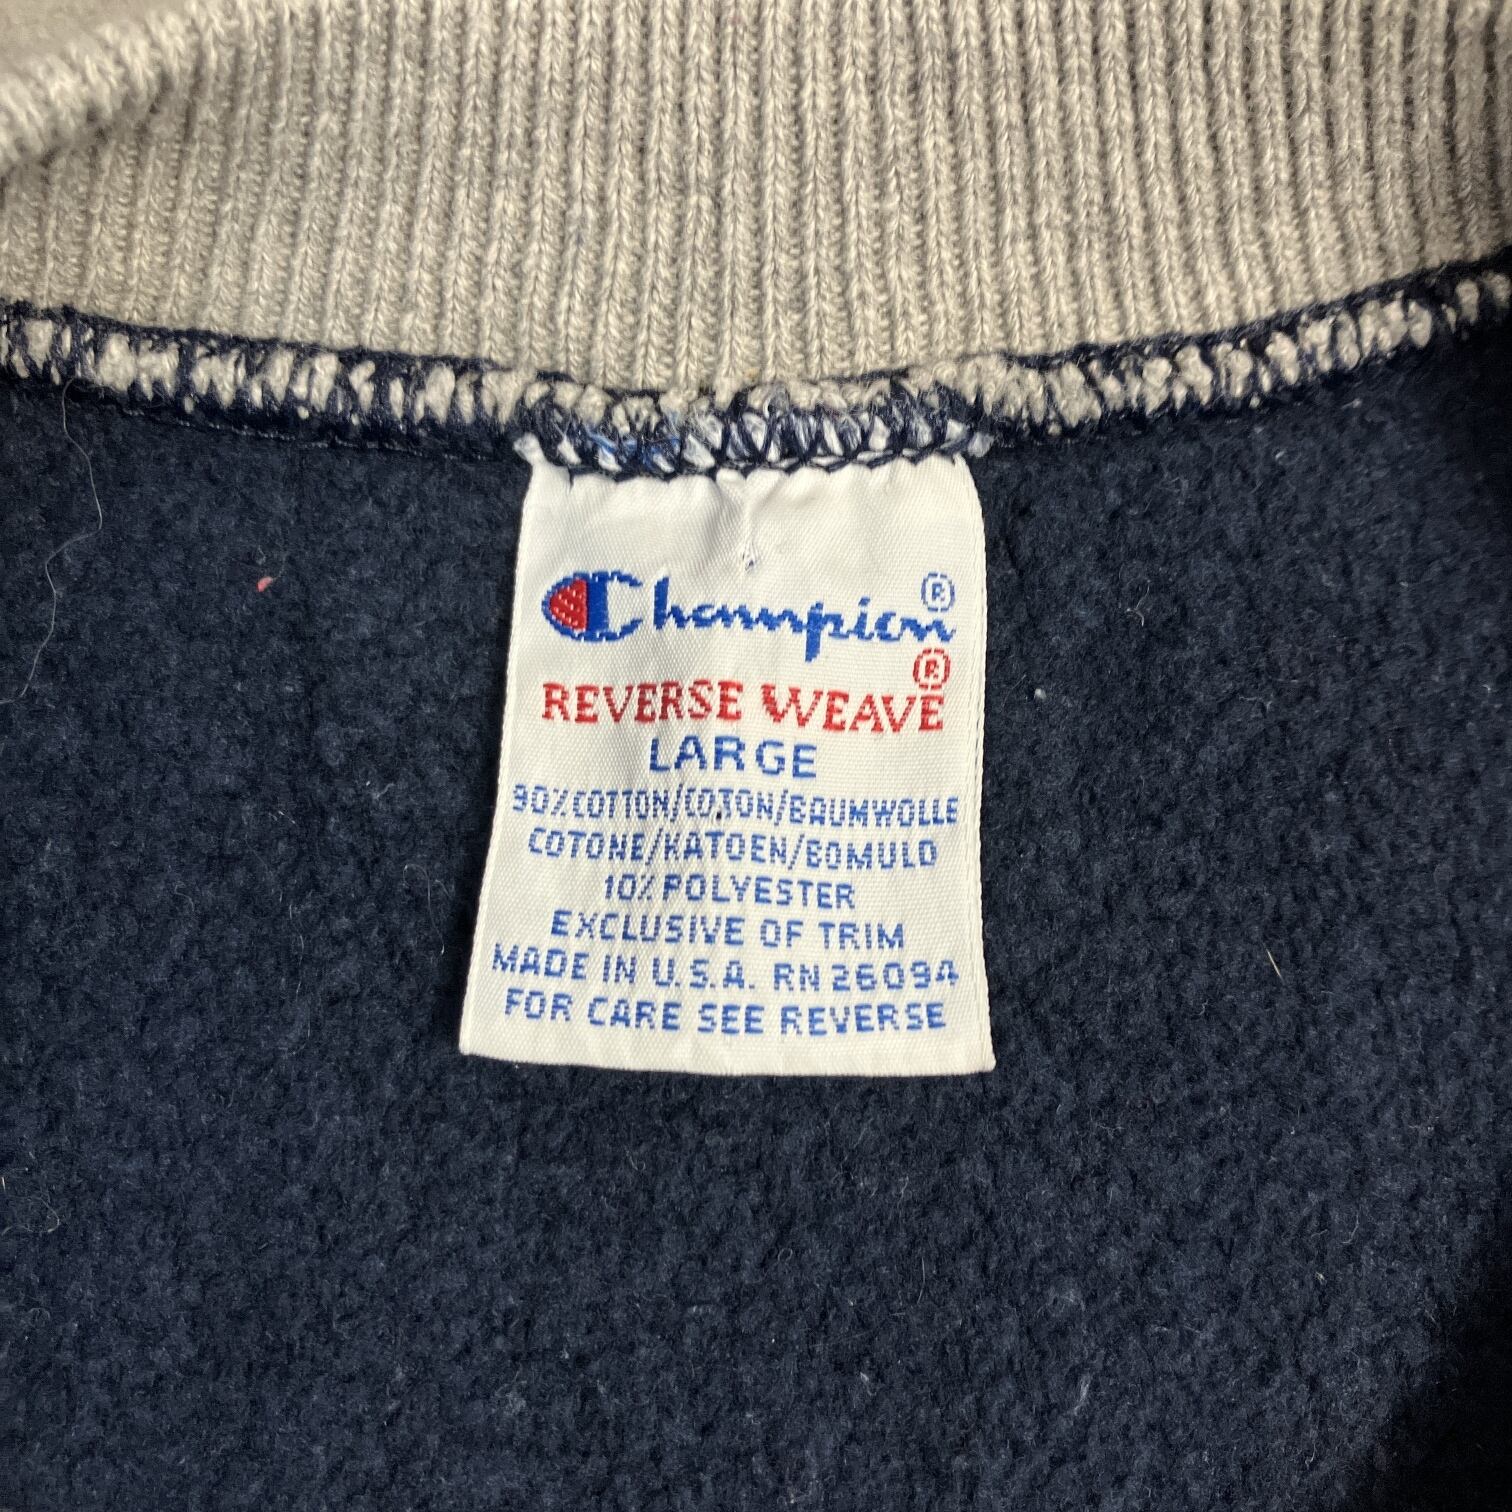 Champion®
REVERSE WEAVE®
LARGE
90% COTTON/COTON/BAUMWOLLE
COTONE/KATOEN/BOMULD
10% POLYESTER
EXCLUSIVE OF TRIM
MADE IN U.S.A. RN 26094
FOR CARE SEE REVERSE